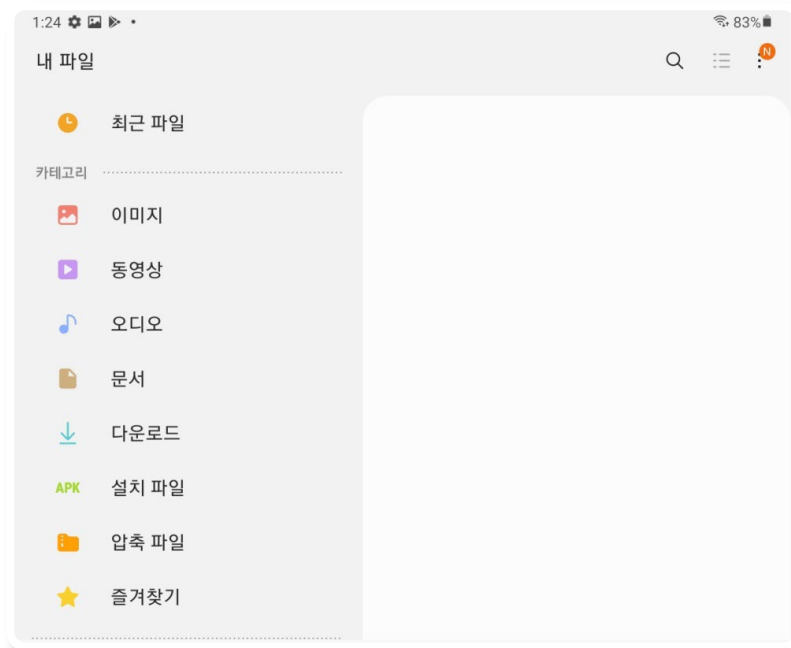 1:24
83%
내 파일
N
최근 파일
카테고리
이미지
동영상
오디오
문서
다운로드
APK 설치 파일
압축 파일
즐겨찾기